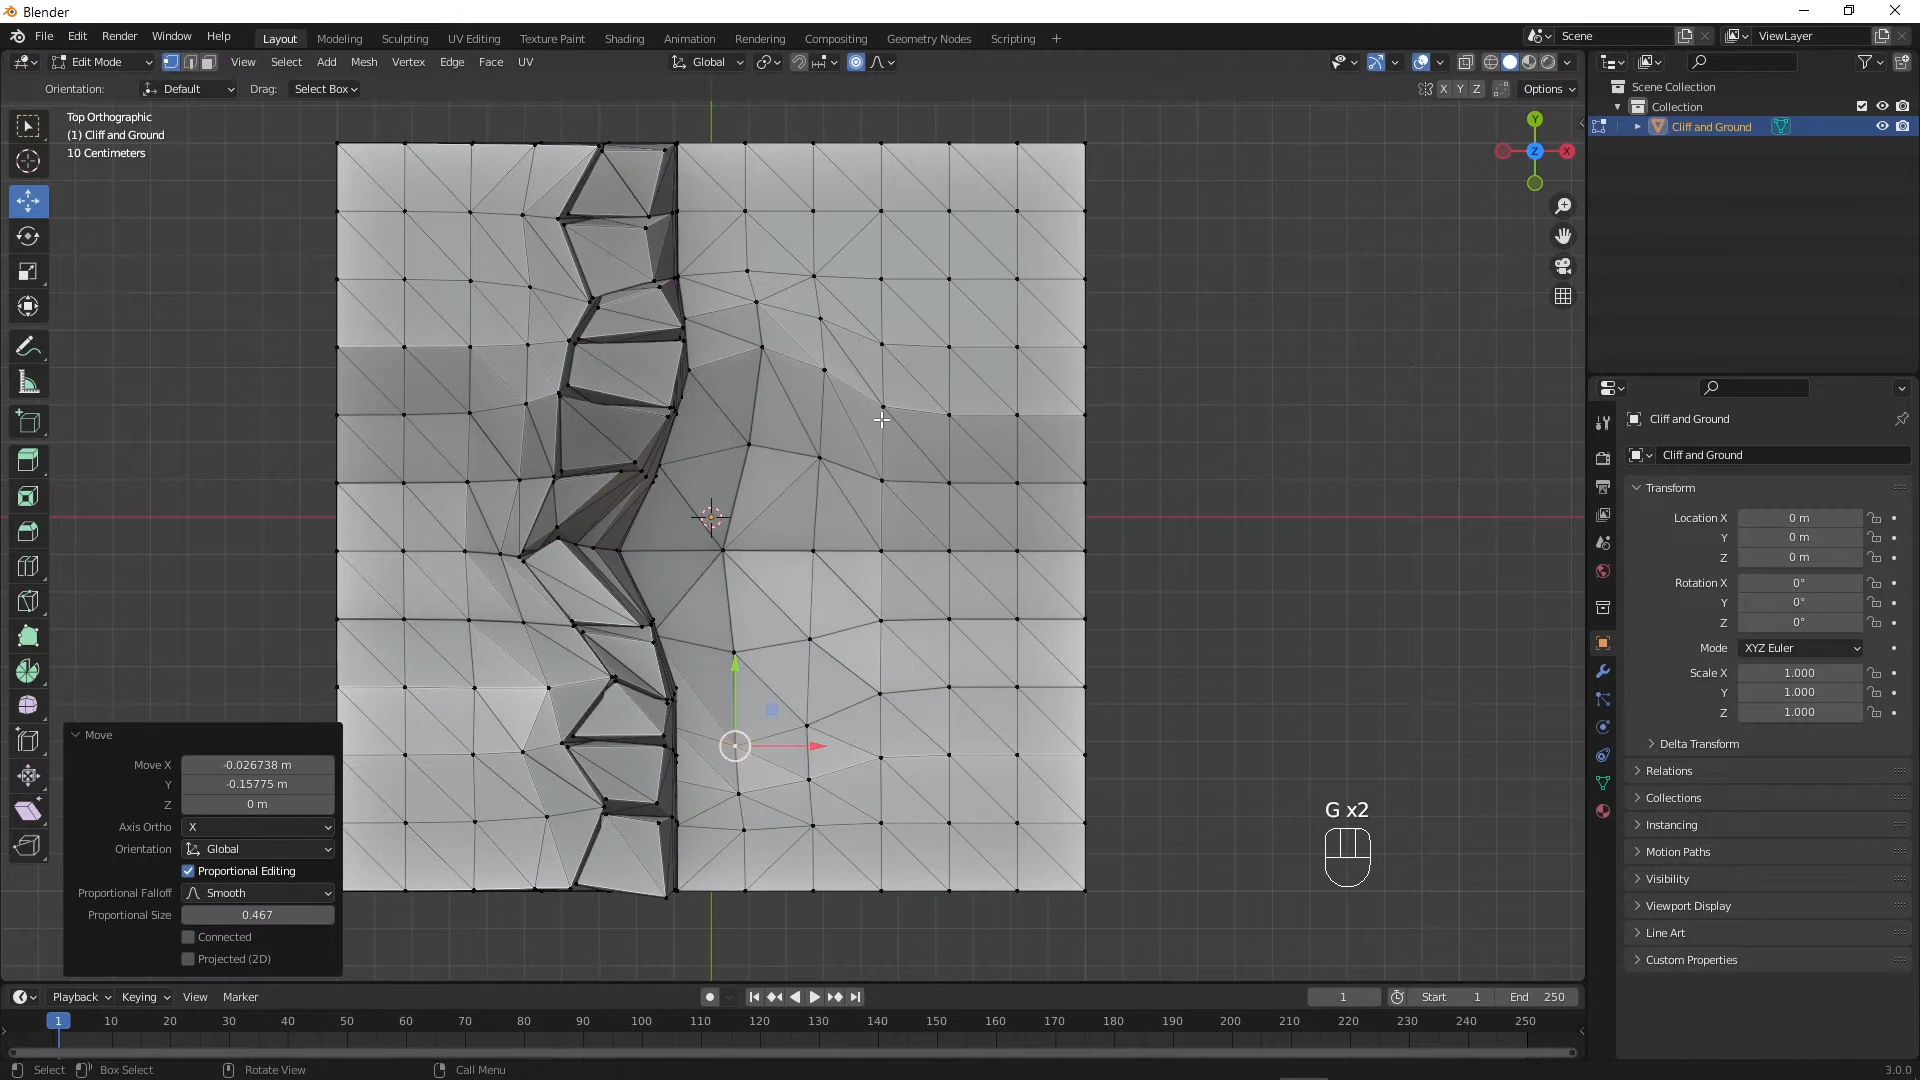 Blender
File Edit Render Window Help
Layout Modeling Sculpting UV Editing Texture Paint Shading Animation Rendering Compositing Geometry Nodes Scripting +
Scene
ViewLayer
Edit Mode
View Select Add Mesh Vertex Edge Face UV
Global
Orientation: Default Drag: Select Box
X Y Z Options
Top Orthographic
(1) Cliff and Ground
10 Centimeters
Y
Z
X
Scene Collection
Collection
Cliff and Ground
Cliff and Ground
Cliff and Ground
Transform
Location X 0 m
Y 0 m
Z 0 m
Rotation X 0°
Y 0°
Z 0°
Mode XYZ Euler
Scale X 1.000
Y 1.000
Z 1.000
Delta Transform
Relations
Collections
Instancing
Motion Paths
Visibility
Viewport Display
Line Art
Custom Properties
Move
Move X -0.026738 m
Y -0.15775 m
Z 0 m
Axis Ortho X
Orientation Global
Proportional Editing
Proportional Falloff Smooth
Proportional Size 0.467
Connected
Projected (2D)
G x2
Playback Keying View Marker
1 Start 1 End 250
1 10 20 30 40 50 60 70 80 90 100 110 120 130 140 150 160 170 180 190 200 210 220 230 240 250
Select Box Select Rotate View Call Menu 3.0.0